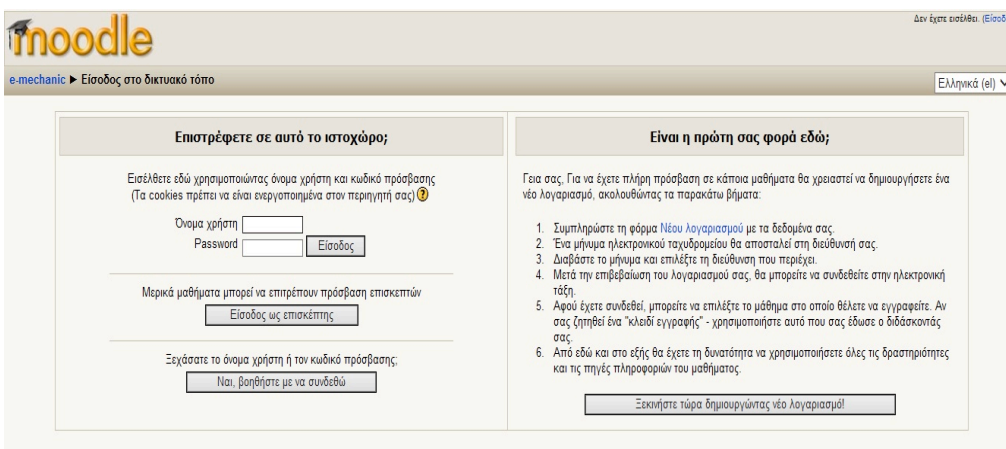 moodle
Δεν έχετε εισέλθει. (Είσοδ
e-mechanic ► Είσοδος στο δικτυακό τόπο
Ελληνικά (el)
Επιστρέφετε σε αυτό το ιστοχώρο;
Εισέλθετε εδώ χρησιμοποιώντας όνομα χρήστη και κωδικό πρόσβασης
(Τα cookies πρέπει να είναι ενεργοποιημένα στον περιηγητή σας) ?
Όνομα χρήστη
Password
Είσοδος
Μερικά μαθήματα μπορεί να επιτρέπουν πρόσβαση επισκεπτών
Είσοδος ως επισκέπτης
Ξεχάσατε το όνομα χρήστη ή τον κωδικό πρόσβασης;
Ναι, βοηθήστε με να συνδεθώ
Είναι η πρώτη σας φορά εδώ;
Γεια σας, Για να έχετε πλήρη πρόσβαση σε κάποια μαθήματα θα χρειαστεί να δημιουργήσετε ένα
νέο λογαριασμό, ακολουθώντας τα παρακάτω βήματα:
1. Συμπληρώστε τη φόρμα Νέου λογαριασμού με τα δεδομένα σας.
2. Ένα μήνυμα ηλεκτρονικού ταχυδρομείου θα αποσταλεί στη διεύθυνσή σας.
3. Διαβάστε το μήνυμα και επιλέξτε τη διεύθυνση που περιέχει.
4. Μετά την επιβεβαίωση του λογαριασμού σας, θα μπορείτε να συνδεθείτε στην ηλεκτρονική
τάξη.
5. Αφού έχετε συνδεθεί, μπορείτε να επιλέξτε το μάθημα στο οποίο θέλετε να εγγραφείτε. Αν
σας ζητηθεί ένα "κλειδί εγγραφής" - χρησιμοποιήστε αυτό που σας έδωσε ο διδάσκοντάς
σας.
6. Από εδώ και στο εξής θα έχετε τη δυνατότητα να χρησιμοποιήσετε όλες τις δραστηριότητες
και τις πηγές πληροφοριών του μαθήματος.
Ξεκινήστε τώρα δημιουργώντας νέο λογαριασμό!